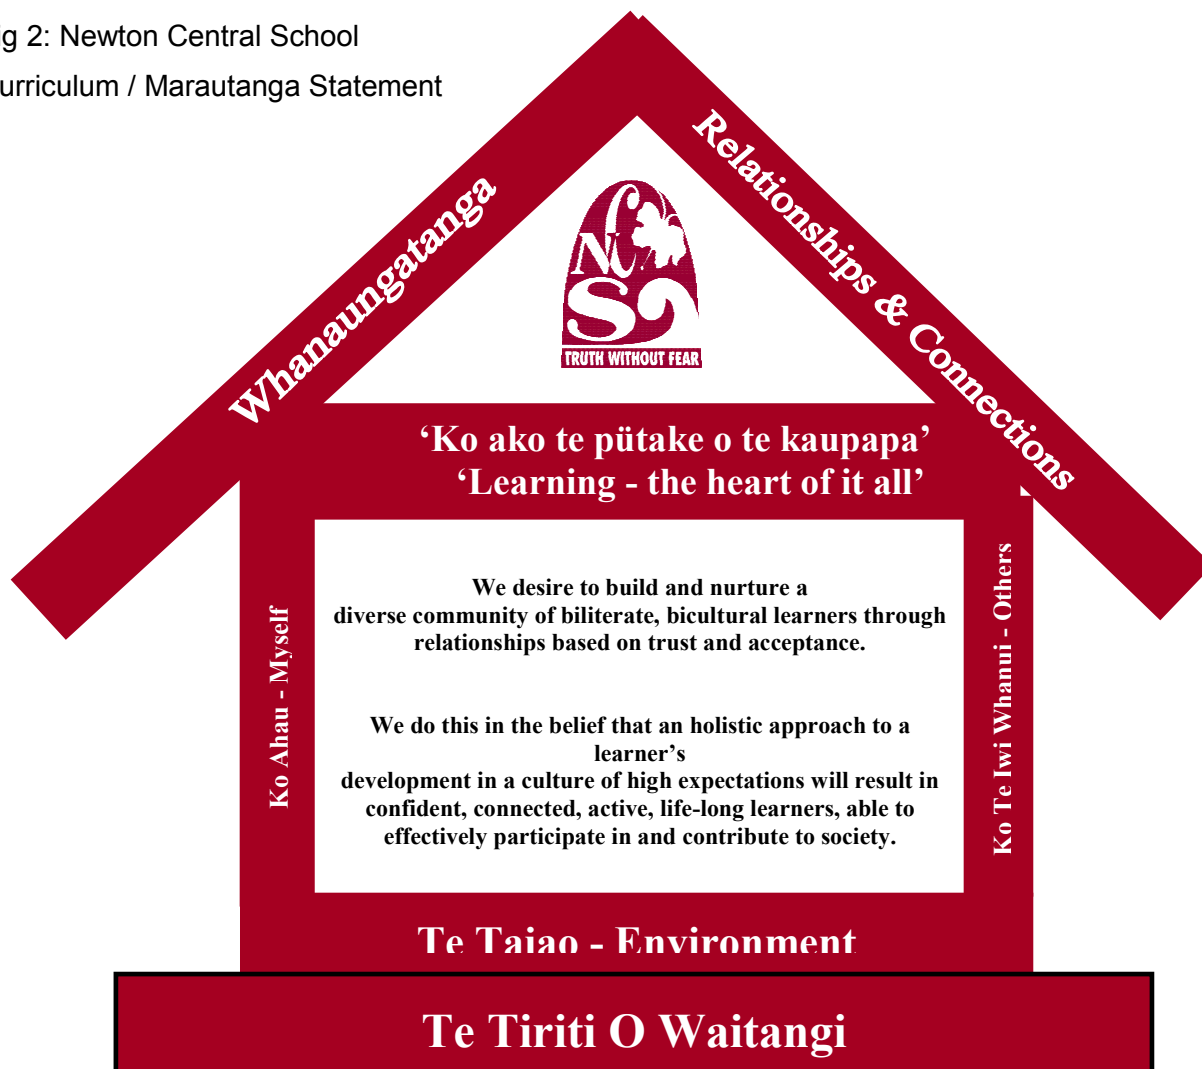 ig 2: Newton Central School
urriculum / Marautanga Statement
Whanaungatanga
Relationships & Connections
NCS
TRUTH WITHOUT FEAR
‘Ko ako te pütake o te kaupapa’
‘Learning - the heart of it all’
Ko Ahau - Myself
We desire to build and nurture a
diverse community of biliterate, bicultural learners through
relationships based on trust and acceptance.
We do this in the belief that an holistic approach to a
learner’s
development in a culture of high expectations will result in
confident, connected, active, life-long learners, able to
effectively participate in and contribute to society.
Ko Te Iwi Whanui - Others
Te Taiao - Environment
Te Tiriti O Waitangi